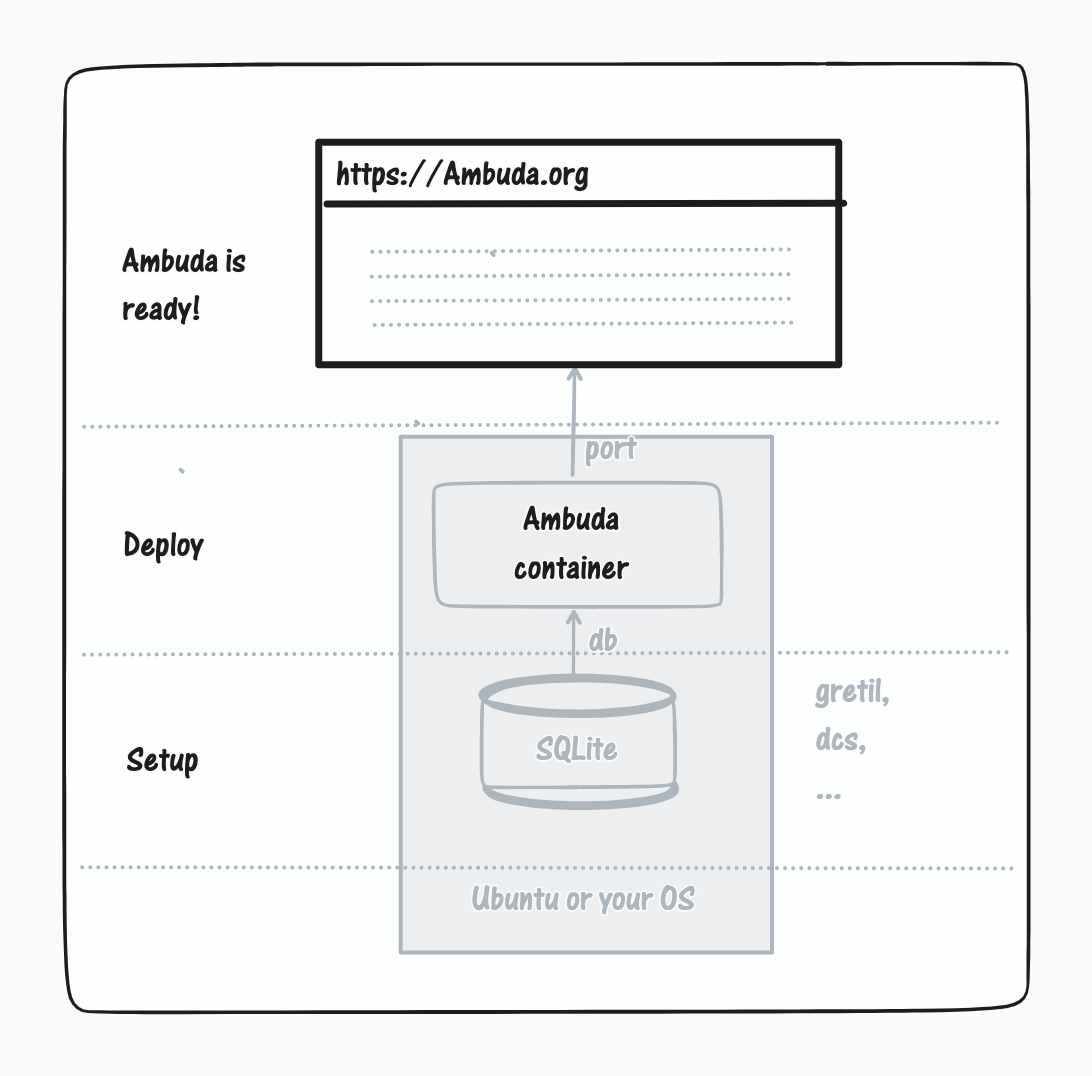 https://Ambuda.org
Ambuda is
ready!
port
Ambuda
container
Deploy
db
gretil,
dcs,
...
SQLite
Setup
Ubuntu or your OS